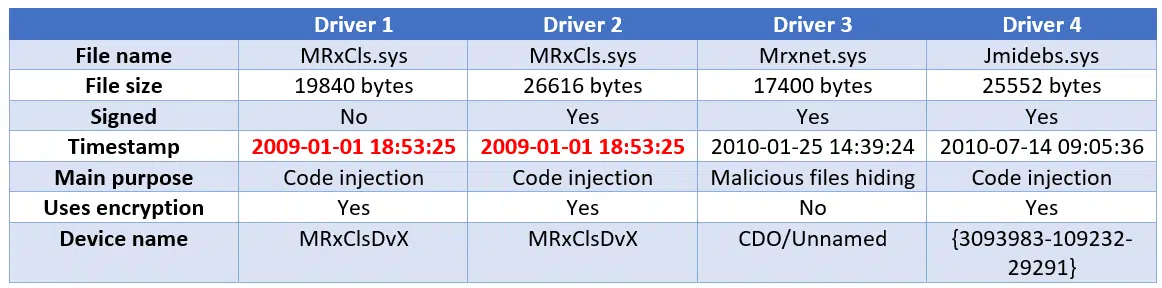 Driver 1 Driver 2 Driver 3 Driver 4
File name MRxCls.sys MRxCls.sys Mrxnet.sys Jmidebs.sys
File size 19840 bytes 26616 bytes 17400 bytes 25552 bytes
Signed No Yes Yes Yes
Timestamp 2009-01-01 18:53:25 2009-01-01 18:53:25 2010-01-25 14:39:24 2010-07-14 09:05:36
Main purpose Code injection Code injection Malicious files hiding Code injection
Uses encryption Yes Yes No Yes
Device name MRxClsDvX MRxClsDvX CDO/Unnamed {3093983-109232-
29291}